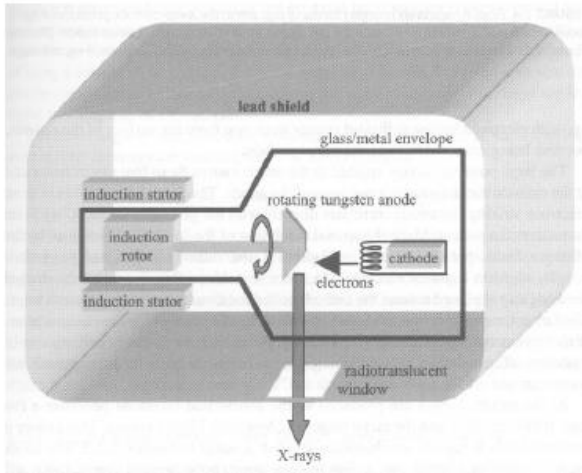 lead shield
glass/metal envelope
induction stator
rotating tungsten anode
induction
rotor
cathode
electrons
induction stator
radiotranslucent
window
X-rays